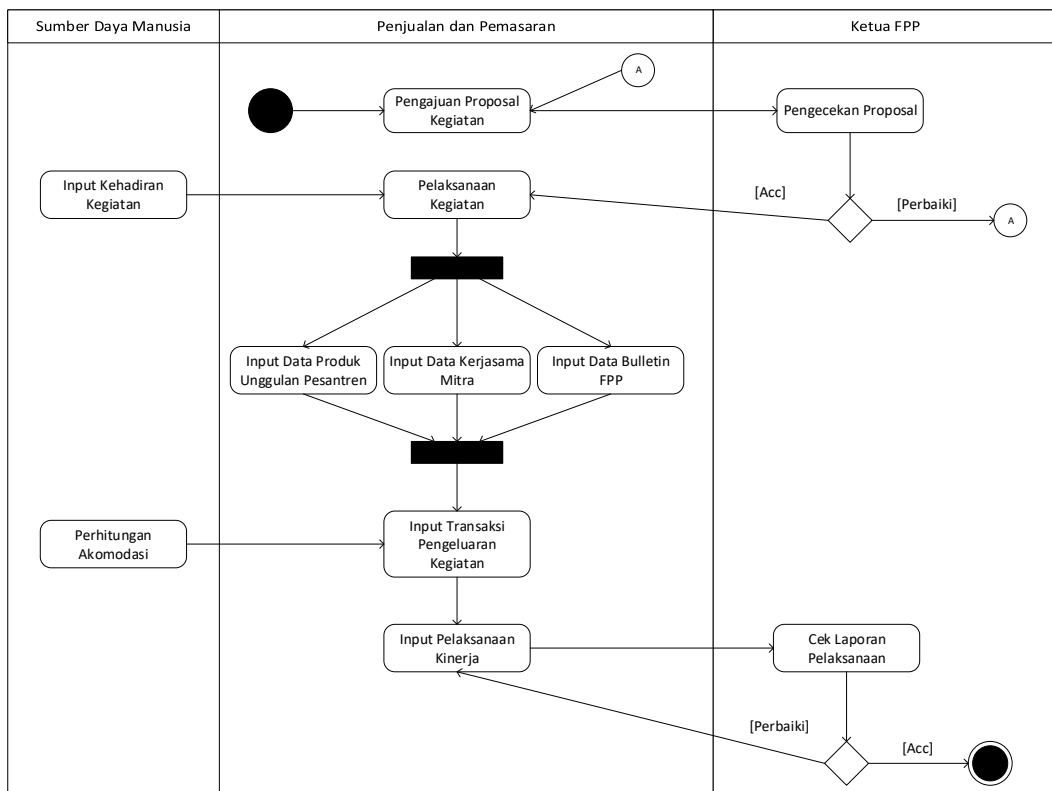 Sumber Daya Manusia
Penjualan dan Pemasaran
Ketua FPP
A
Pengajuan Proposal
Kegiatan
Pengecekan Proposal
Input Kehadiran
Kegiatan
Pelaksanaan
Kegiatan
[Acc]
[Perbaiki]
A
Input Data Produk
Unggulan Pesantren
Input Data Kerjasama
Mitra
Input Data Bulletin
FPP
Perhitungan
Akomodasi
Input Transaksi
Pengeluaran
Kegiatan
Input Pelaksanaan
Kinerja
Cek Laporan
Pelaksanaan
[Perbaiki]
[Acc]